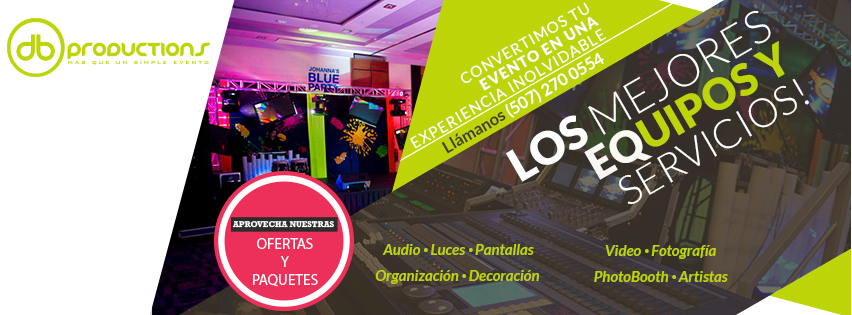 db productions
MAS QUE UN SIMPLE EVENTO
JOHANNA'S
BLUE
PARTY
CONVERTIMOS TU
EVENTO EN UNA
EXPERIENCIA INOLVIDABLE
Llámanos (507) 270 0554
LOS MEJORES
EQUIPOS Y
SERVICIOS!
APROVECHA NUESTRAS
OFERTAS
Y
PAQUETES
Audio • Luces • Pantallas
Organización • Decoración
Video • Fotografía
PhotoBooth • Artistas